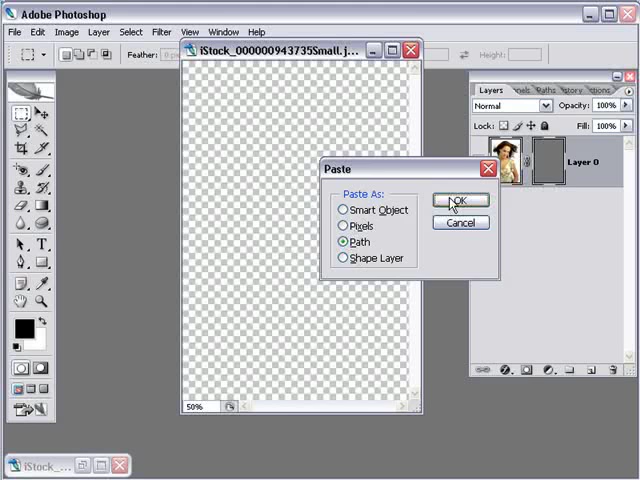 Adobe Photoshop
File Edit Image Layer Select Filter View Window Help
Feather:
Height:
iStock_000000943735Small.j...
Layers
Paths
Normal
Opacity: 100%
Lock:
Fill: 100%
Layer 0
Paste
Paste As:
Smart Object
Pixels
Path
Shape Layer
OK
Cancel
50%
iStock_...